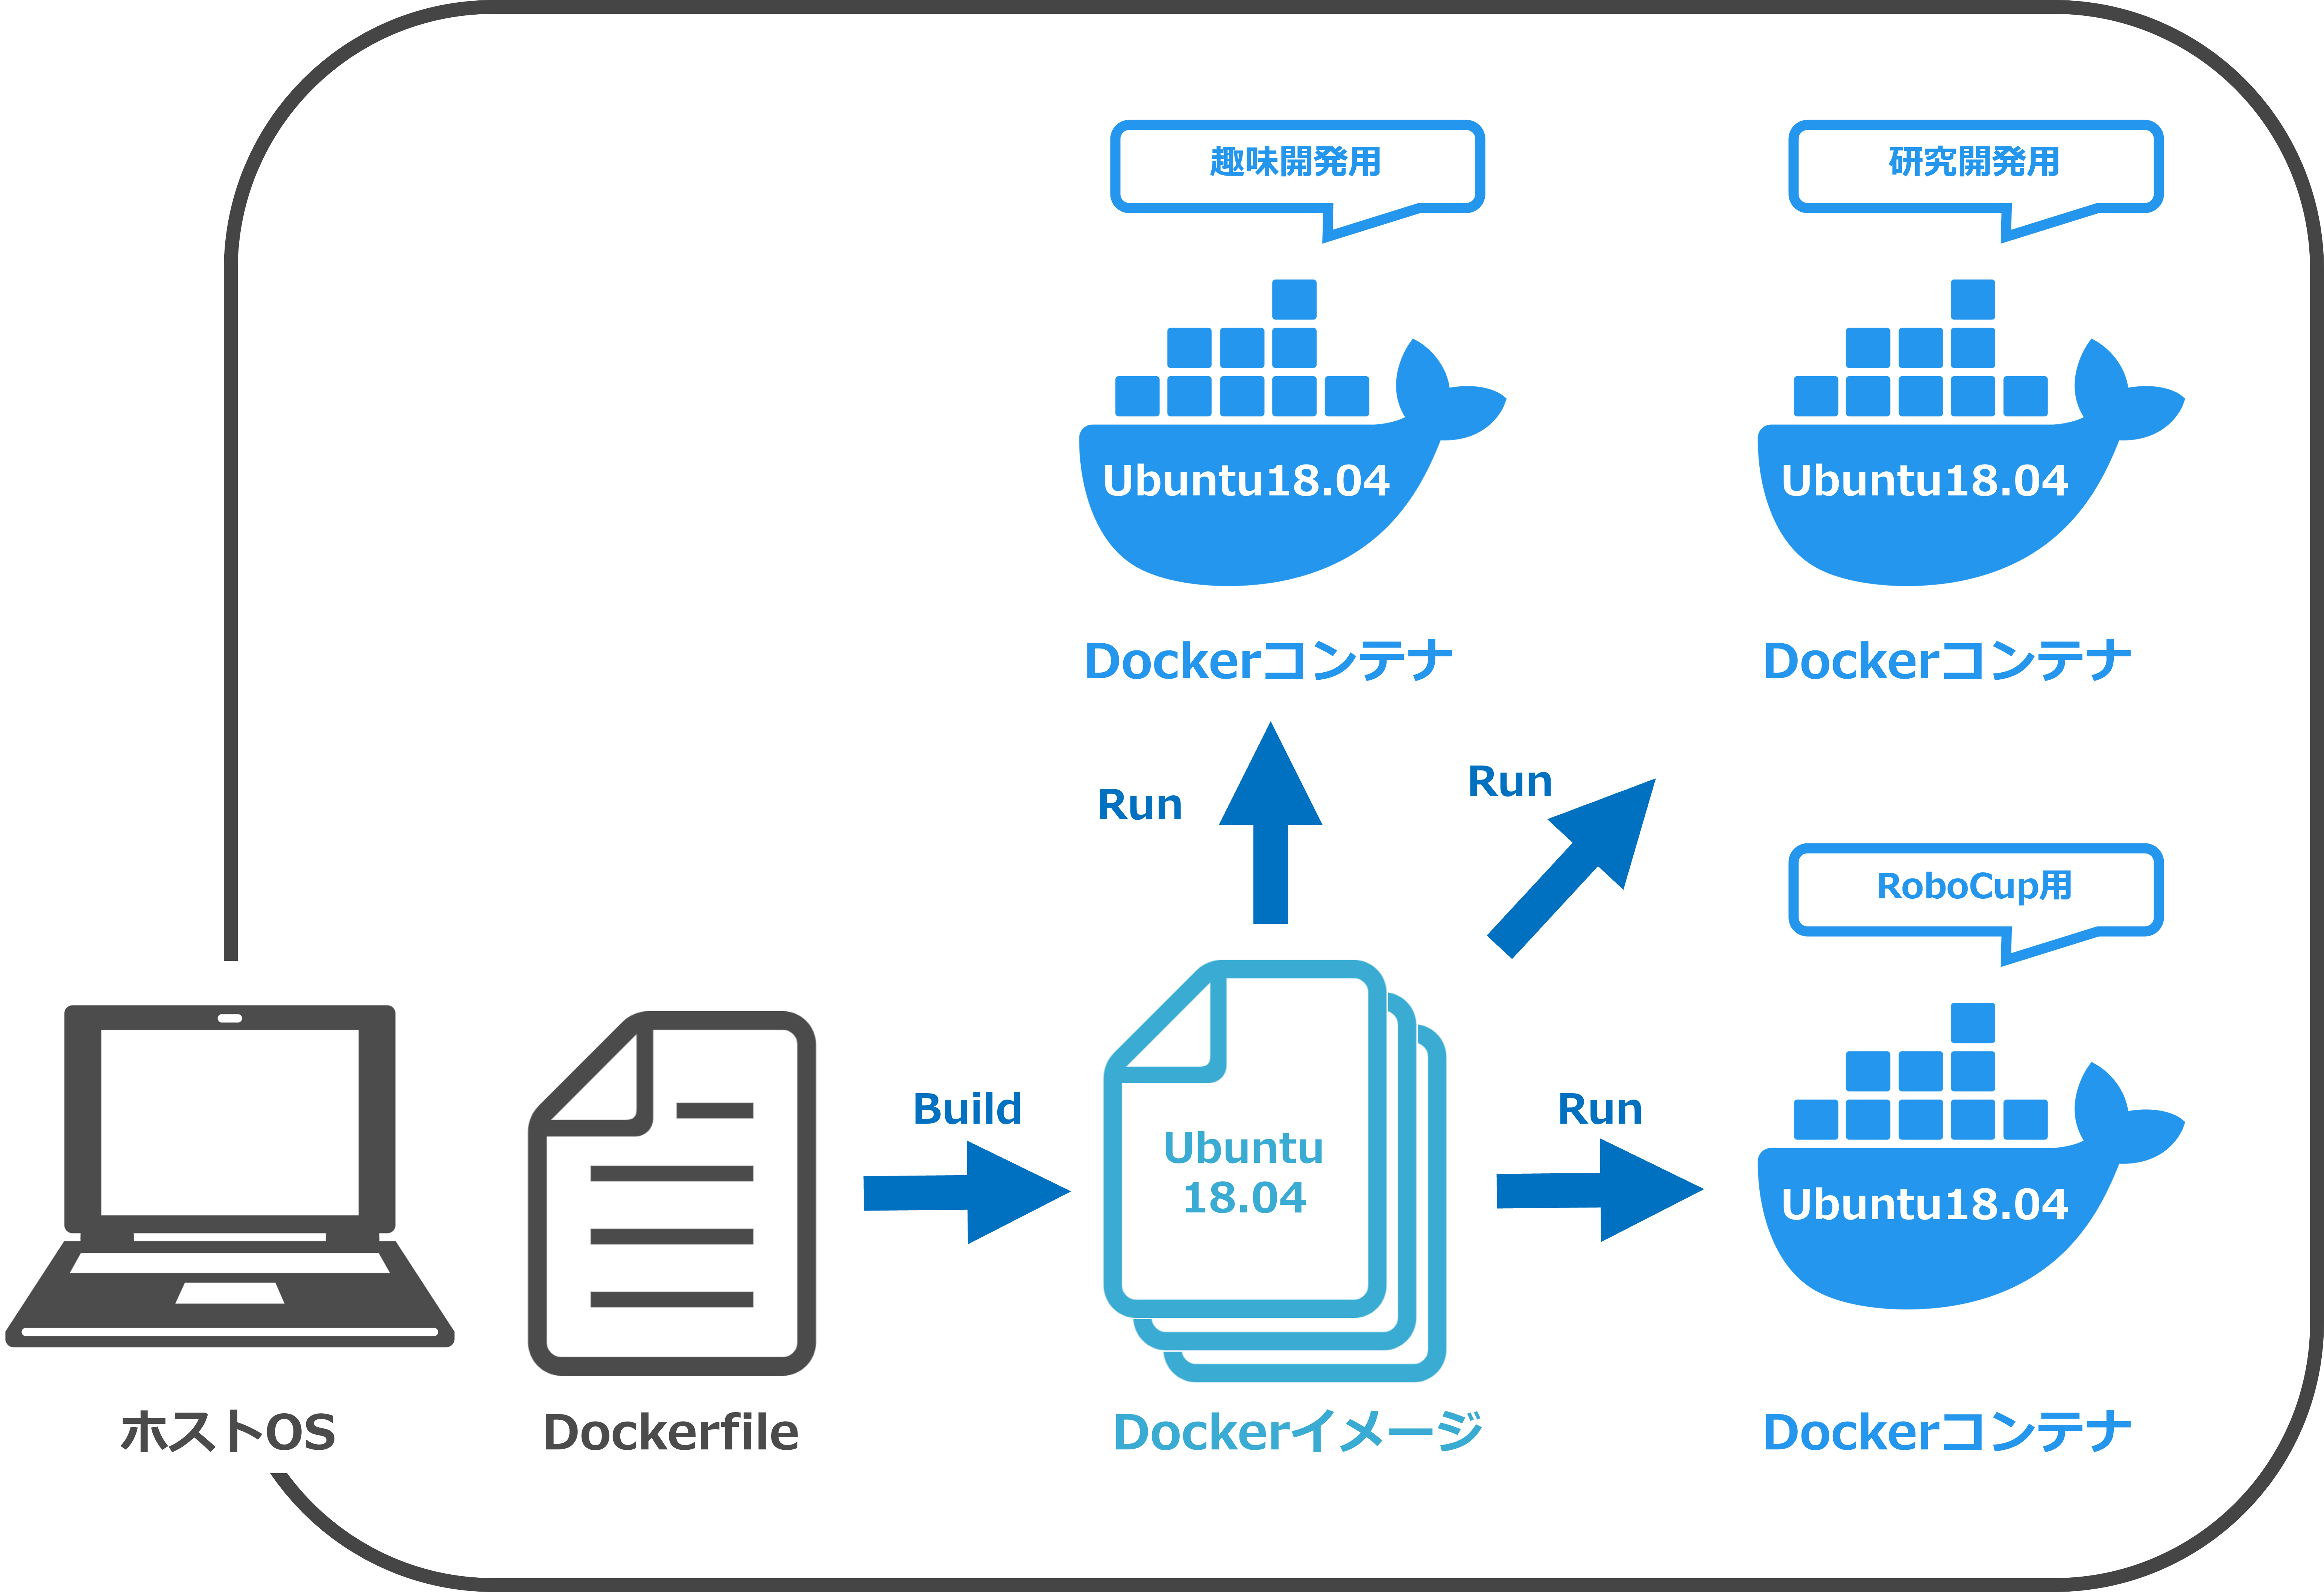 趣味開発用
研究開発用
Ubuntu18.04
Ubuntu18.04
Dockerコンテナ
Dockerコンテナ
Run
Run
RoboCup用
Build
Run
Ubuntu
18.04
Ubuntu18.04
ホストOS
Dockerfile
Dockerイメージ
Dockerコンテナ